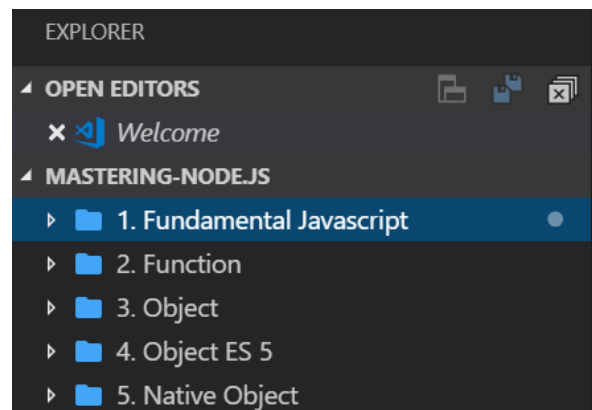 EXPLORER
OPEN EDITORS
Welcome
MASTERING-NODE.JS
1. Fundamental Javascript
2. Function
3. Object
4. Object ES 5
5. Native Object